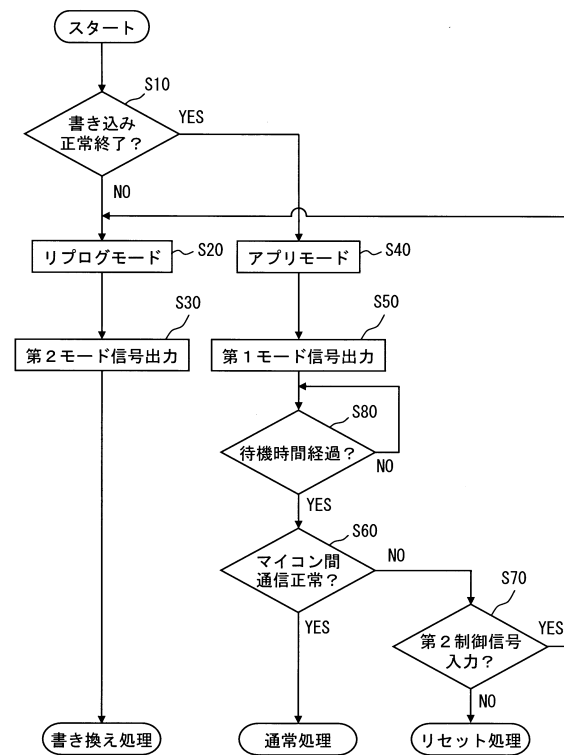 スタート
S10
書き込み
正常終了？
YES
NO
リプログモード
S20
アプリモード
S40
第２モード信号出力
S30
第１モード信号出力
S50
待機時間経過？
S80
NO
YES
マイコン間
通信正常？
S60
NO
YES
第２制御信号
入力？
S70
YES
NO
書き換え処理
通常処理
リセット処理